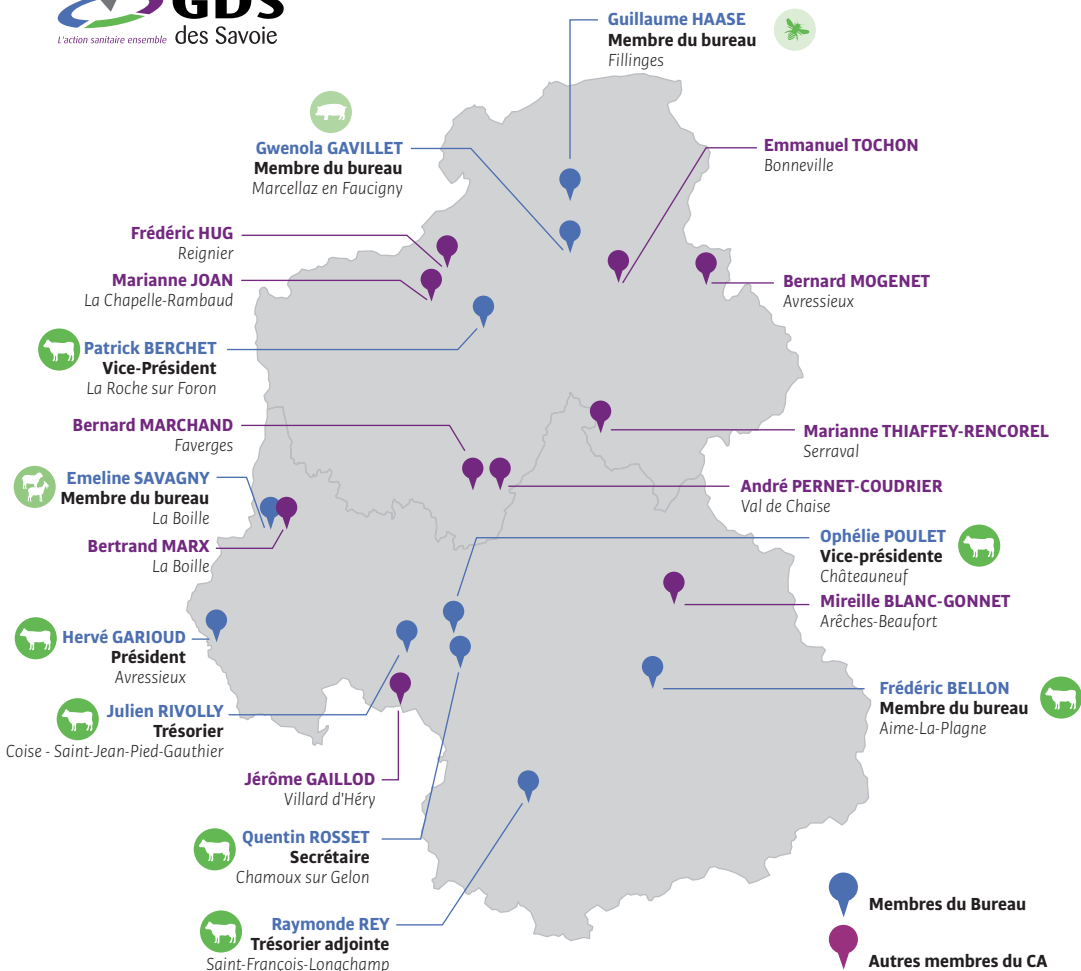 GDS
L'action sanitaire ensemble des Savoie
Guillaume HAASE
Membre du bureau
Fillinges
Gwenola GAVILLET
Membre du bureau
Marcellaz en Faucigny
Emmanuel TOCHON
Bonneville
Frédéric HUG
Reignier
Marianne JOAN
La Chapelle-Rambaud
Bernard MOGENET
Avressieux
Patrick BERCHET
Vice-Président
La Roche sur Foron
Bernard MARCHAND
Faverges
Marianne THIAFFEY-RENCOREL
Serraval
Emeline SAVAGNY
Membre du bureau
La Boille
André PERNET-COUDRIER
Val de Chaise
Bertrand MARX
La Boille
Ophélie POULET
Vice-présidente
Châteauneuf
Mireille BLANC-GONNET
Arêches-Beaufort
Hervé GARIOUD
Président
Avressieux
Frédéric BELLON
Membre du bureau
Aime-La-Plagne
Julien RIVOLLY
Trésorier
Coise - Saint-Jean-Pied-Gauthier
Jérôme GAILLOD
Villard d'Héry
Quentin ROSSET
Secrétaire
Chamoux sur Gelon
Raymonde REY
Trésorier adjointe
Saint-François-Longchamp
Membres du Bureau
Autres membres du CA